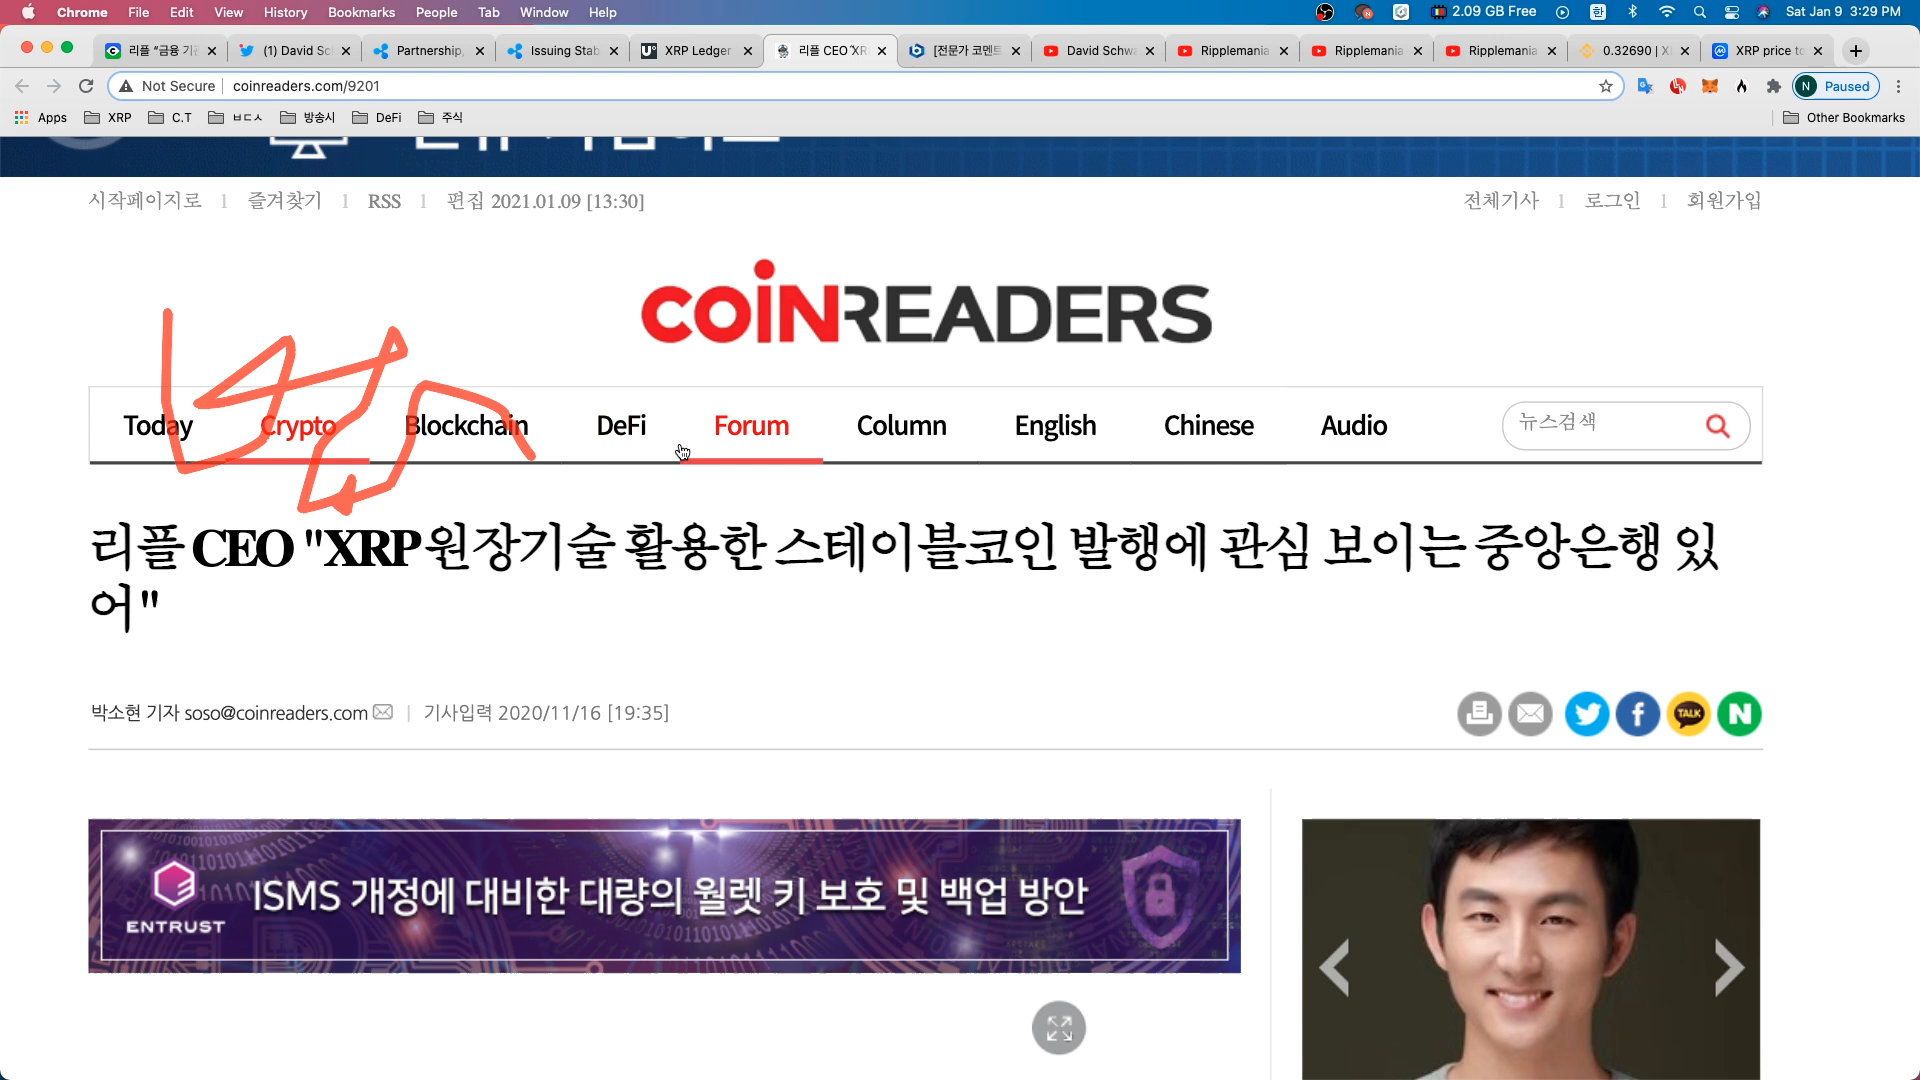 Chrome File Edit View History Bookmarks People Tab Window Help 2.09 GB Free Sat Jan 9 3:29 PM
리플 “금융 기관 (1) David Sc Partnership, Issuing Stab XRP Ledger 리플 CEO "XR [전문가 코멘트 David Schwa Ripplemania Ripplemania Ripplemania 0.32690 | X XRP price to
Not Secure coinreaders.com/9201 N Paused
Apps XRP C.T ㅂㄷㅅ 방송시 DeFi 주식 Other Bookmarks
시작페이지로 l 즐겨찾기 l RSS l 편집 2021.01.09 [13:30] 전체기사 l 로그인 l 회원가입
COINREADERS
Today Crypto Blockchain DeFi Forum Column English Chinese Audio 뉴스검색
리플 CEO "XRP원장기술 활용한 스테이블코인 발행에 관심 보이는 중앙은행 있
어"
박소현 기자 soso@coinreaders.com | 기사입력 2020/11/16 [19:35] TALK N
ENTRUST
ISMS 개정에 대비한 대량의 월렛 키 보호 및 백업 방안